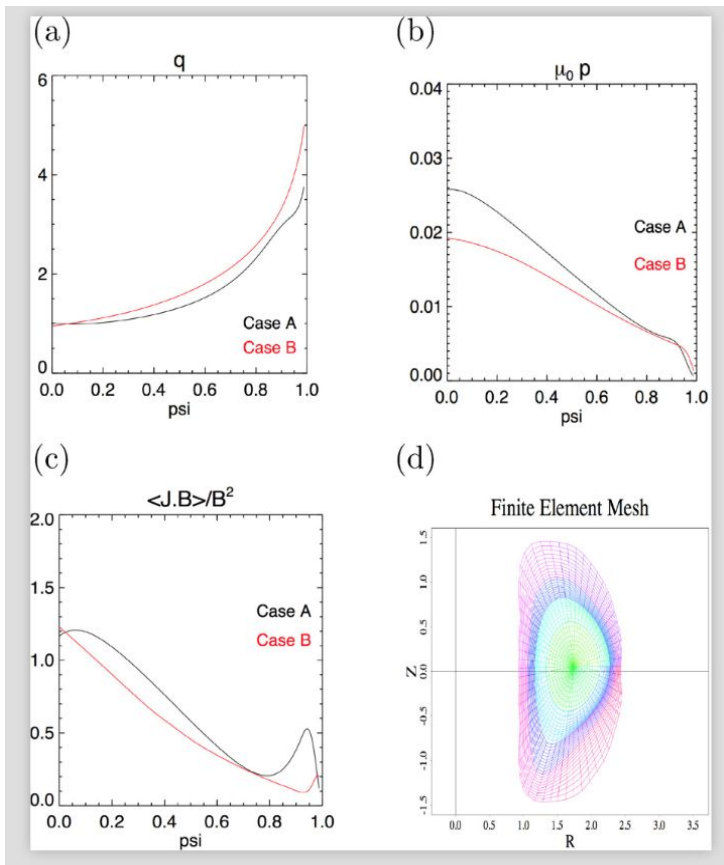 (a)
q
6
4
2
0
0.0 0.2 0.4 0.6 0.8 1.0
psi
Case A
Case B
(b)
μ₀ p
0.04
0.03
0.02
0.01
0.00
0.0 0.2 0.4 0.6 0.8 1.0
psi
Case A
Case B
(c)
<J.B>/B²
2.0
1.5
1.0
0.5
0.0
0.0 0.2 0.4 0.6 0.8 1.0
psi
Case A
Case B
(d)
Finite Element Mesh
1.5
1.0
0.5
0.0
-0.5
-1.0
-1.5
Z
0.0 0.5 1.0 1.5 2.0 2.5 3.0 3.5
R